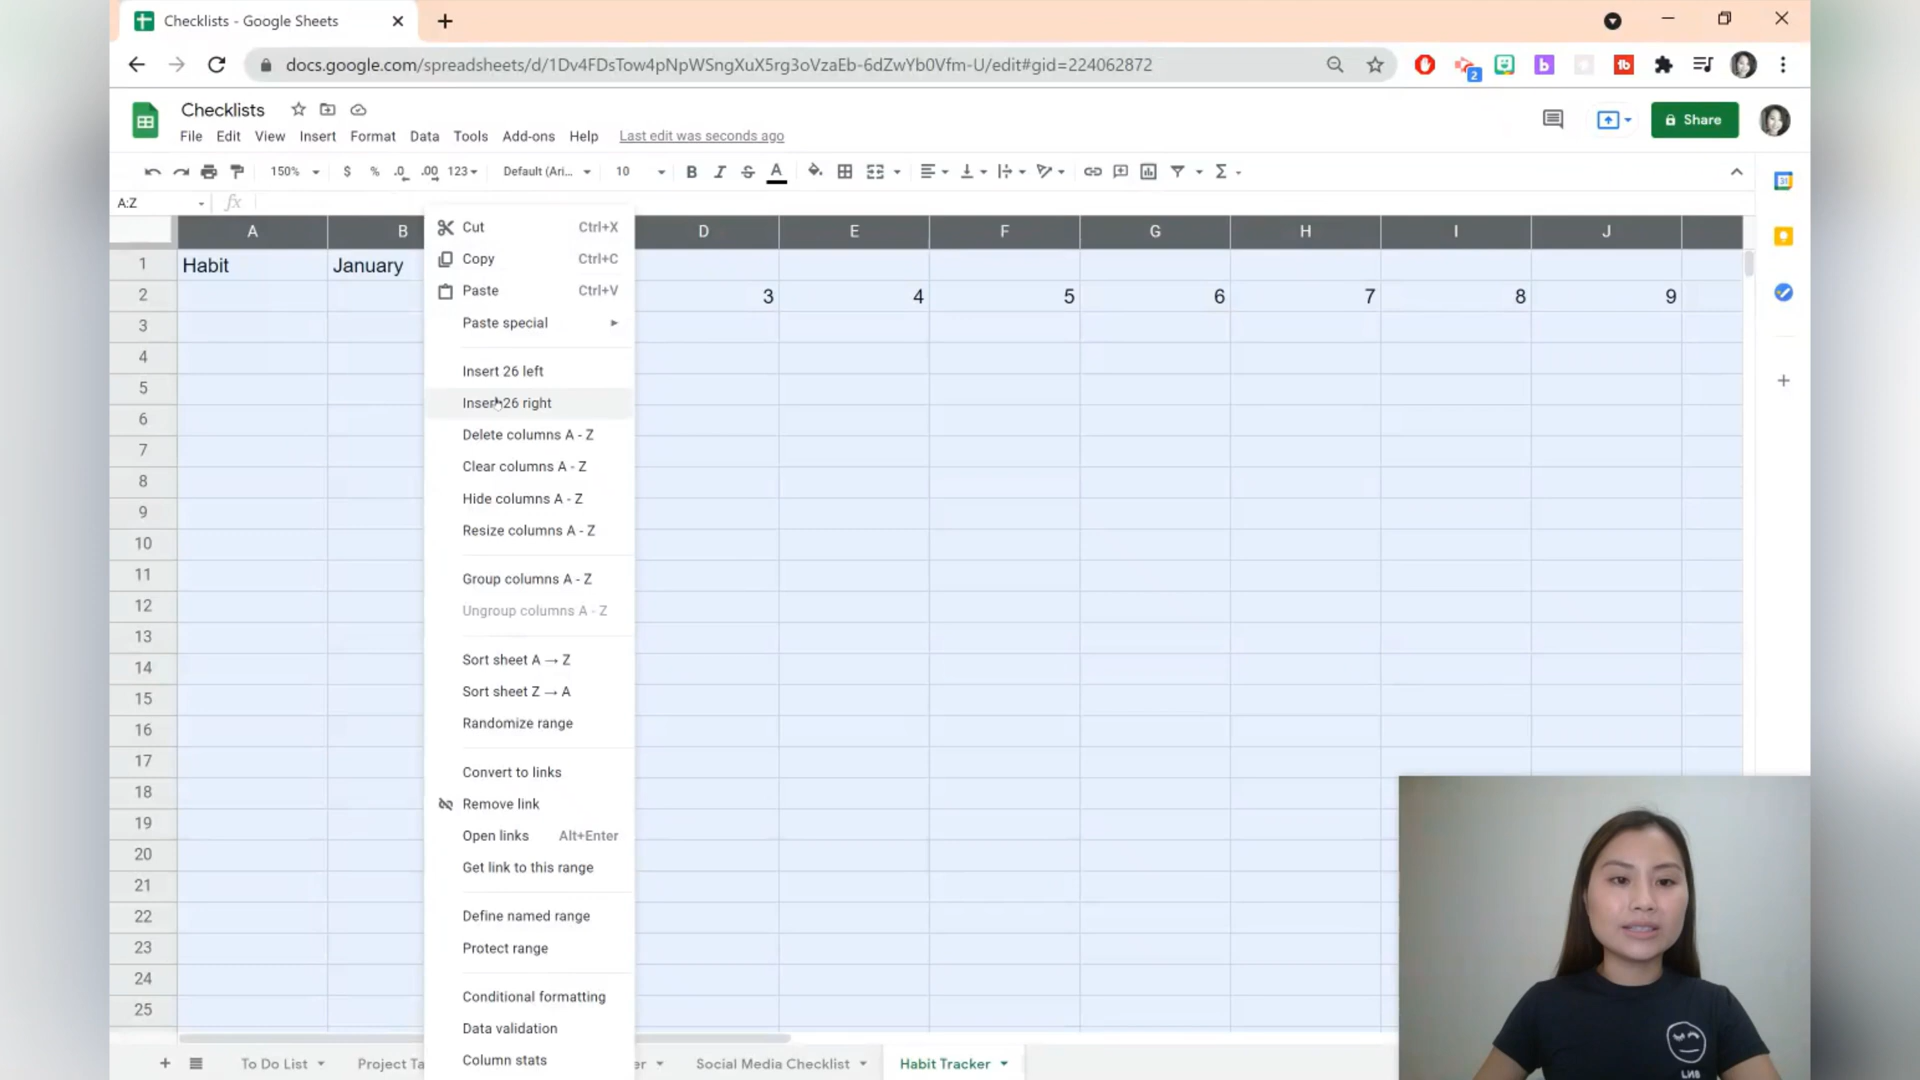 Checklists - Google Sheets
docs.google.com/spreadsheets/d/1Dv4FDsTow4pNpWSngXuX5rg3oVzaEb-6dZwYb0Vfm-U/edit#gid=224062872
2
b
tb
Checklists
File Edit View Insert Format Data Tools Add-ons Help Last edit was seconds ago
Share
150% $ % .0 .00 123 Default (Ari... 10 B I S A Σ
31
A:Z fx
A B D E F G H I J
1 Habit January
2 3 4 5 6 7 8 9
3
4
5
6
7
8
9
10
11
12
13
14
15
16
17
18
19
20
21
22
23
24
25
Cut Ctrl+X
Copy Ctrl+C
Paste Ctrl+V
Paste special
Insert 26 left
Insert 26 right
Delete columns A - Z
Clear columns A - Z
Hide columns A - Z
Resize columns A - Z
Group columns A - Z
Ungroup columns A - Z
Sort sheet A → Z
Sort sheet Z → A
Randomize range
Convert to links
Remove link
Open links Alt+Enter
Get link to this range
Define named range
Protect range
Conditional formatting
Data validation
Column stats
To Do List Project Ta er Social Media Checklist Habit Tracker